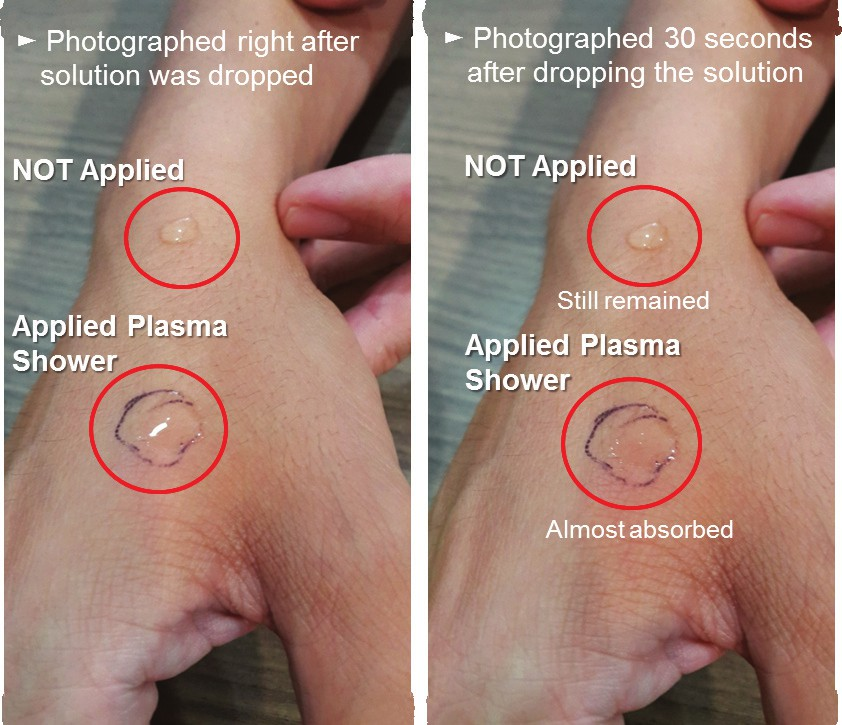 ► Photographed right after
solution was dropped
NOT Applied
Applied Plasma
Shower
► Photographed 30 seconds
after dropping the solution
NOT Applied
Still remained
Applied Plasma
Shower
Almost absorbed